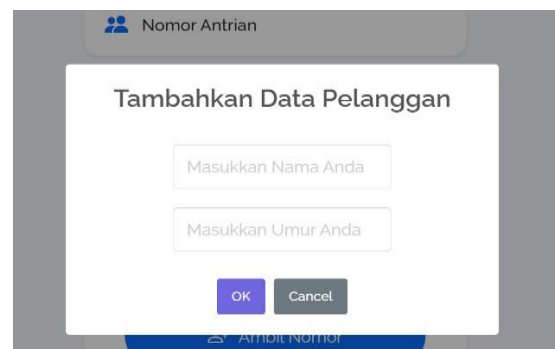 Nomor Antrian
Tambahkan Data Pelanggan
Masukkan Nama Anda
Masukkan Umur Anda
OK Cancel
Ambil Nomor